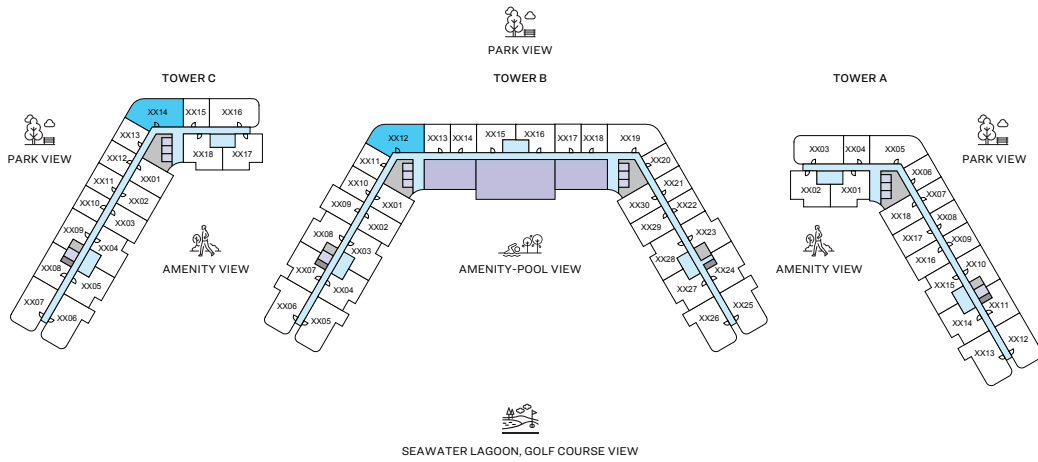 PARK VIEW
TOWER C
TOWER B
TOWER A
PARK VIEW
PARK VIEW
XX14
XX15
XX16
XX13
XX12
XX11
XX10
XX09
XX08
XX07
XX06
XX05
XX04
XX03
XX02
XX01
XX18
XX17
AMENITY VIEW
XX12
XX13
XX14
XX15
XX16
XX17
XX18
XX19
XX11
XX10
XX09
XX08
XX07
XX06
XX05
XX04
XX03
XX02
XX01
XX20
XX21
XX22
XX23
XX24
XX25
XX26
XX27
XX28
XX29
XX30
AMENITY-POOL VIEW
XX03
XX04
XX05
XX02
XX01
XX06
XX07
XX08
XX09
XX10
XX11
XX12
XX13
XX14
XX15
XX16
XX17
XX18
AMENITY VIEW
SEAWATER LAGOON, GOLF COURSE VIEW